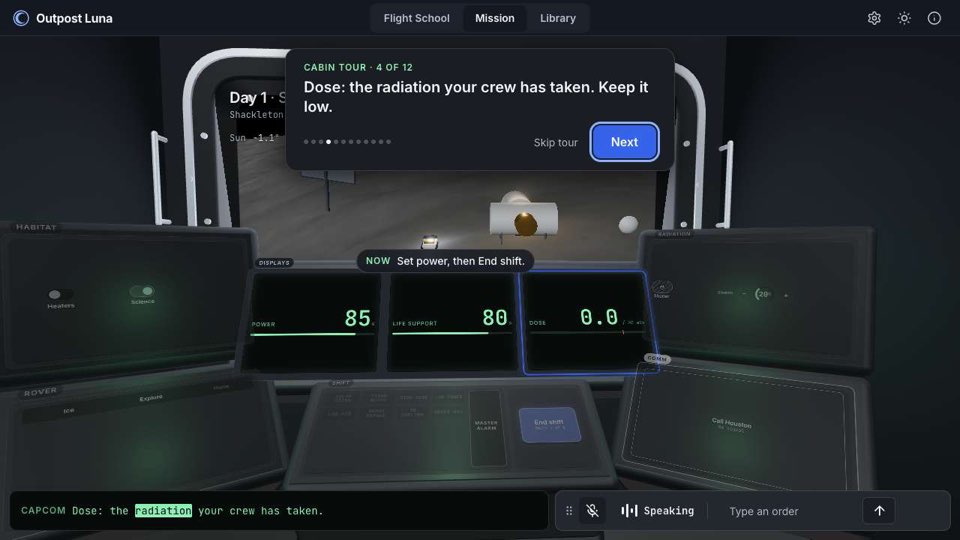 Outpost Luna
Flight School
Mission
Library
CABIN TOUR · 4 OF 12
Dose: the radiation your crew has taken. Keep it
low.
Skip tour
Next
Day 1 · S
Shackleton
Sun -1.1°
HABITAT
Heaters
Science
DISPLAYS
NOW Set power, then End shift.
RADIATION
POWER 85
LIFE SUPPORT 80
DOSE 0.0
ROVER
Ice
Explore
SHIFT
MASTER
ALARM
End shift
COMM
Call Houston
CAPCOM Dose: the radiation your crew has taken.
Speaking
Type an order